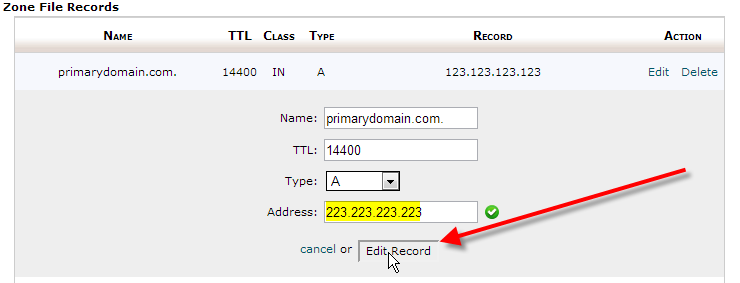 Zone File Records
Name TTL Class Type Record Action
primarydomain.com. 14400 IN A 123.123.123.123 Edit Delete
Name: primarydomain.com.
TTL: 14400
Type: A
Address: 223.223.223.223
cancel or Edit Record